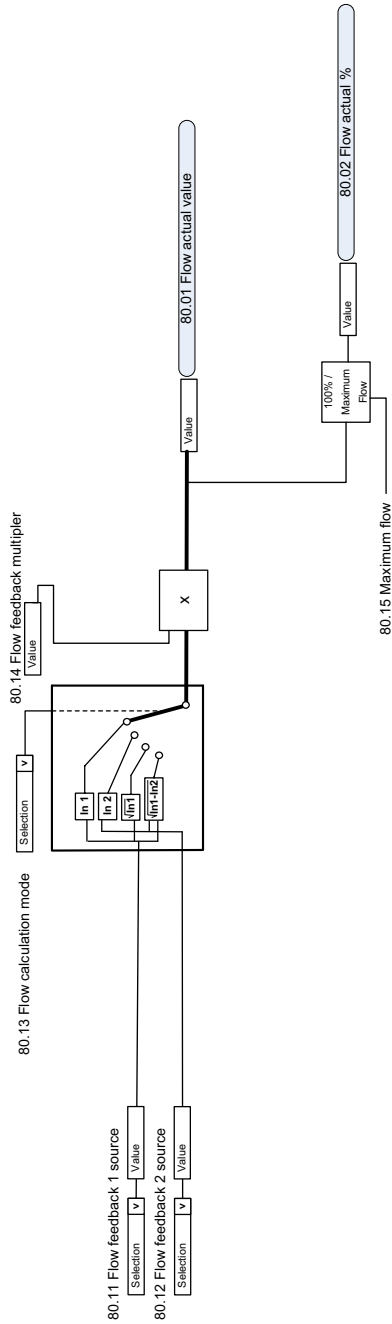 80.11 Flow feedback 1 source
Selection
v
Value
80.12 Flow feedback 2 source
Selection
v
Value
80.13 Flow calculation mode
Selection
v
In 1
In 2
√In1
√In1-In2
80.14 Flow feedback multipler
Value
X
Value
80.01 Flow actual value
100% /
Maximum
Flow
Value
80.02 Flow actual %
80.15 Maximum flow